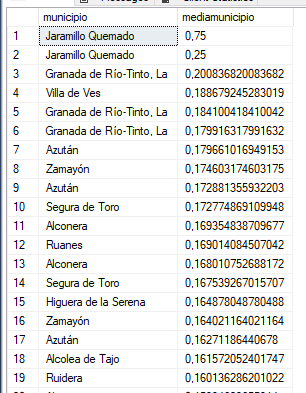 municipio mediamunicipio
1 Jaramillo Quemado 0,75
2 Jaramillo Quemado 0,25
3 Granada de Río-Tinto, La 0,200836820083682
4 Villa de Ves 0,188679245283019
5 Granada de Río-Tinto, La 0,184100418410042
6 Granada de Río-Tinto, La 0,179916317991632
7 Azután 0,179661016949153
8 Zamayón 0,174603174603175
9 Azután 0,172881355932203
10 Segura de Toro 0,172774869109948
11 Alconera 0,169354838709677
12 Ruanes 0,169014084507042
13 Alconera 0,168010752688172
14 Segura de Toro 0,167539267015707
15 Higuera de la Serena 0,164878048780488
16 Zamayón 0,164021164021164
17 Azután 0,16271186440678
18 Alcolea de Tajo 0,161572052401747
19 Ruidera 0,160136286201022